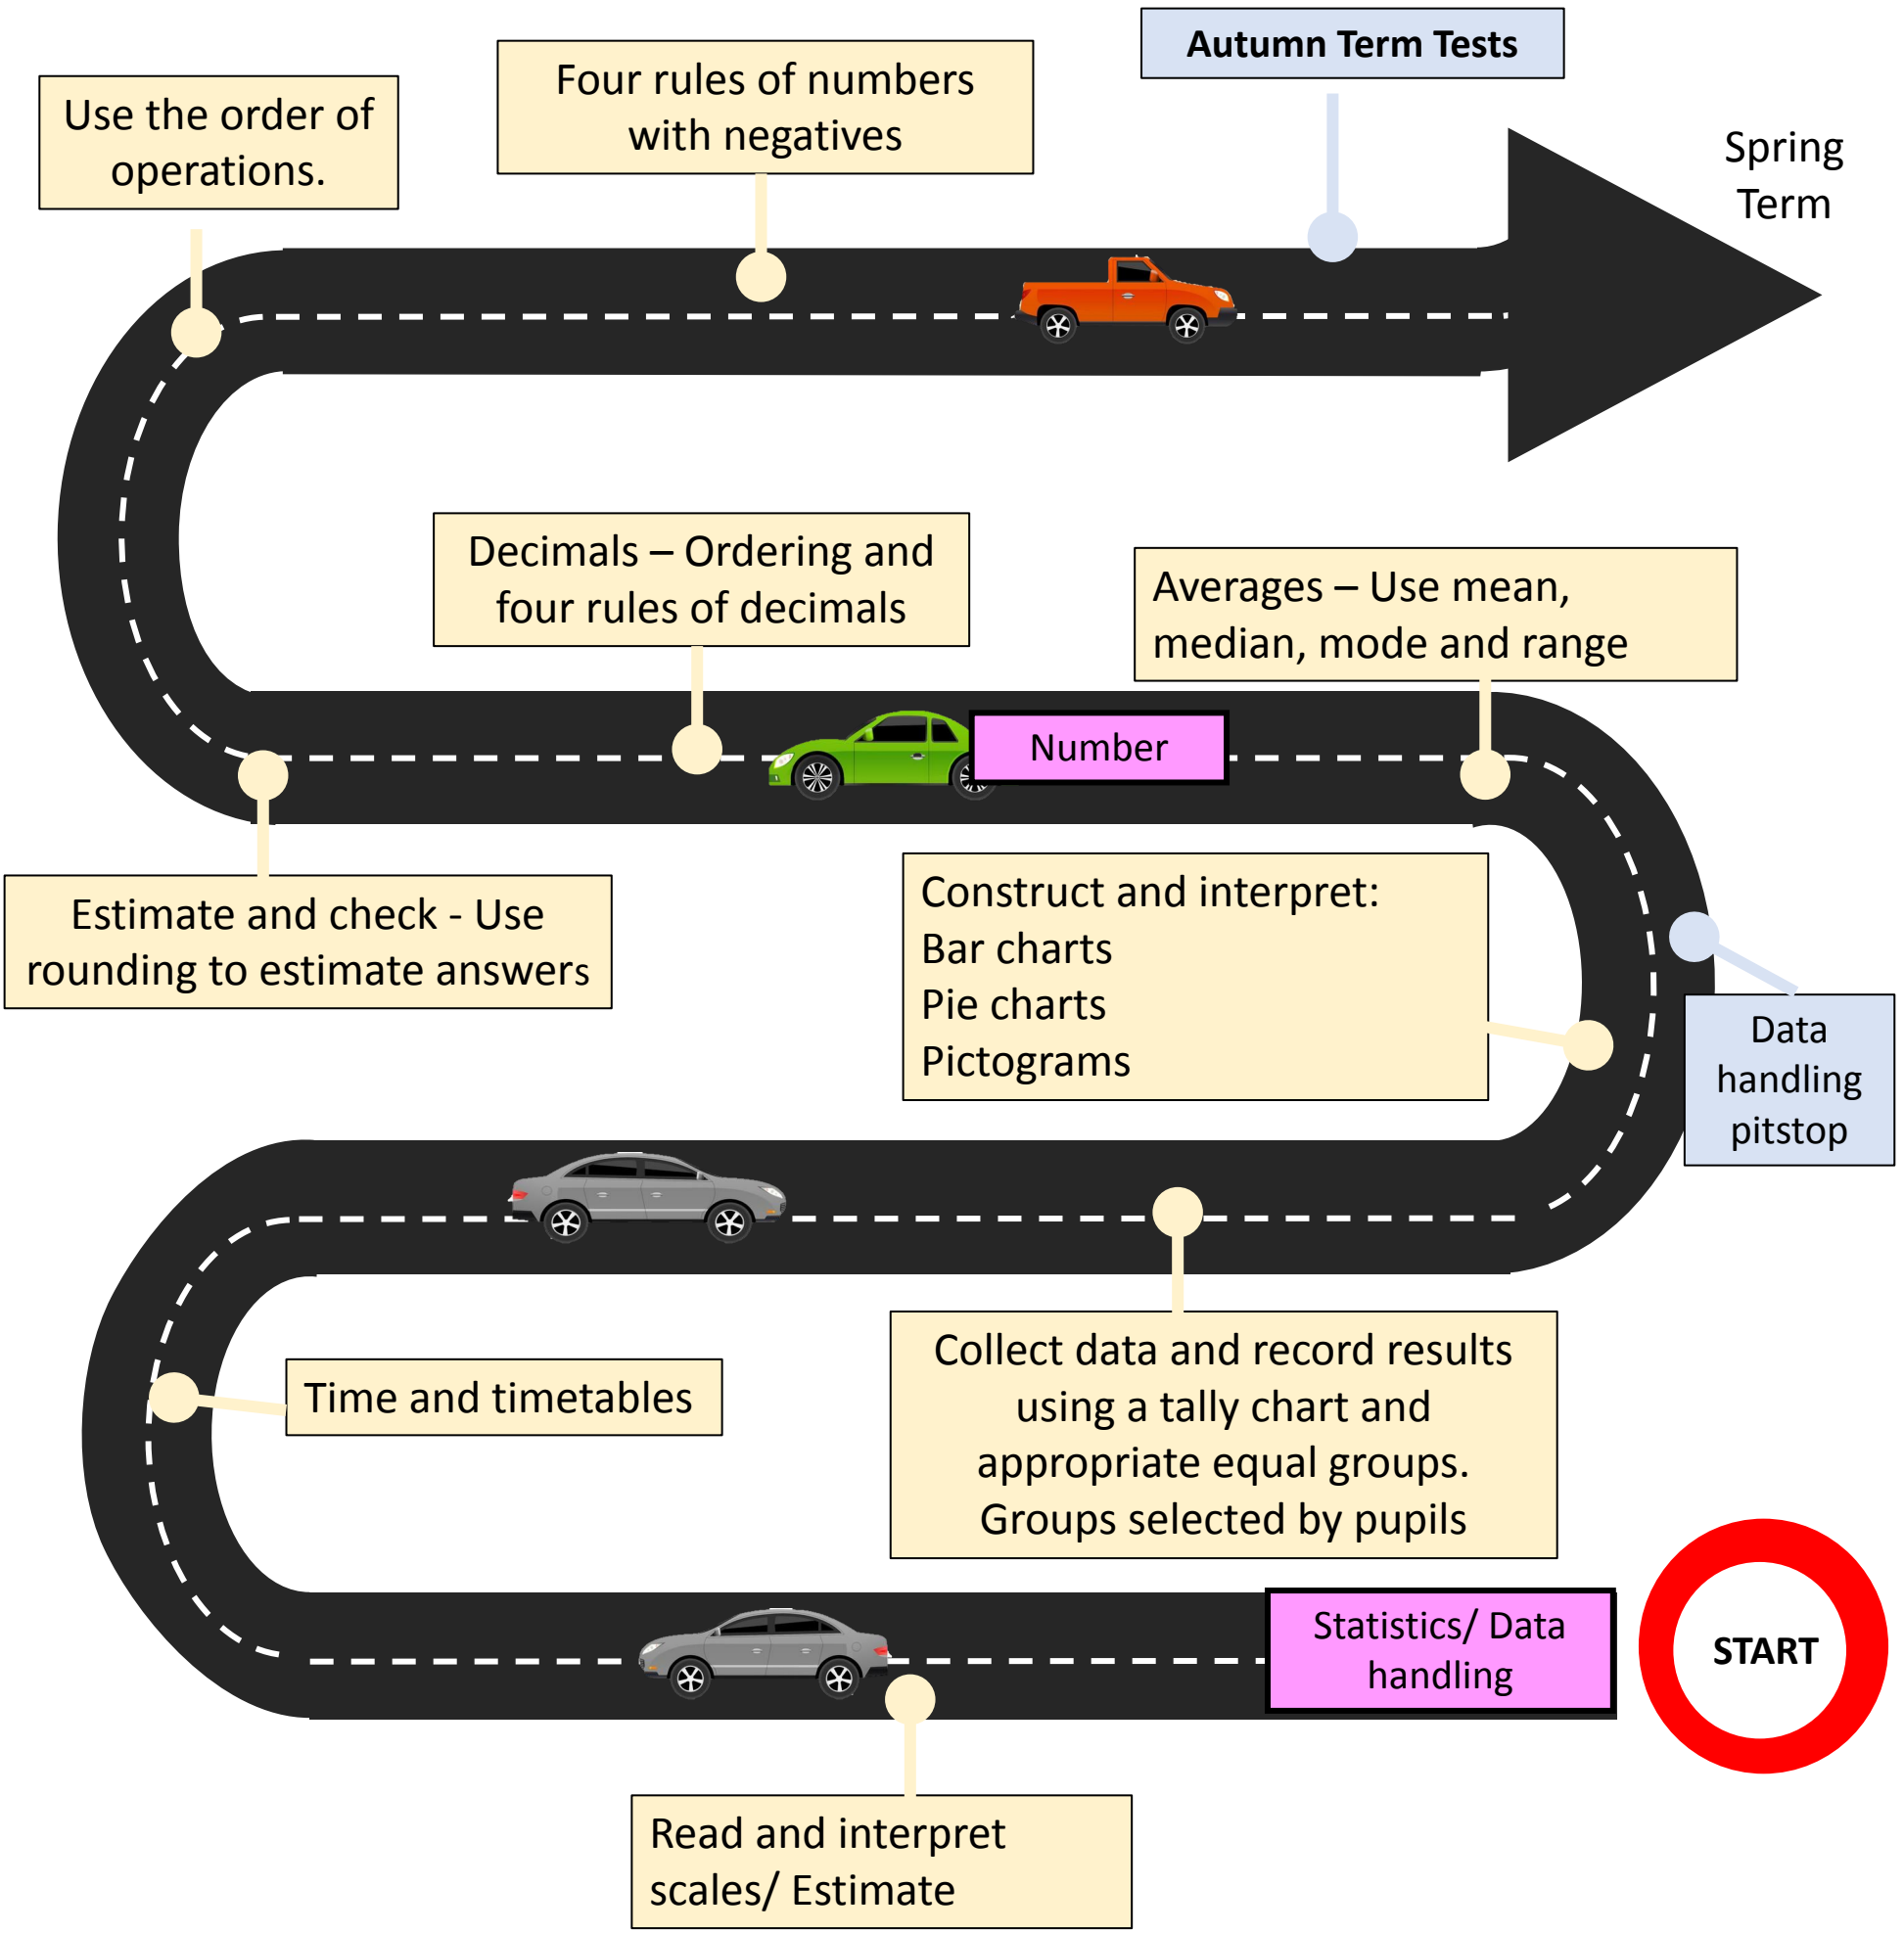 Autumn Term Tests
Four rules of numbers
with negatives
Use the order of
operations.
Spring
Term
Decimals – Ordering and
four rules of decimals
Averages – Use mean,
median, mode and range
Number
Estimate and check - Use
rounding to estimate answers
Construct and interpret:
Bar charts
Pie charts
Pictograms
Data
handling
pitstop
Time and timetables
Collect data and record results
using a tally chart and
appropriate equal groups.
Groups selected by pupils
Statistics/ Data
handling
START
Read and interpret
scales/ Estimate